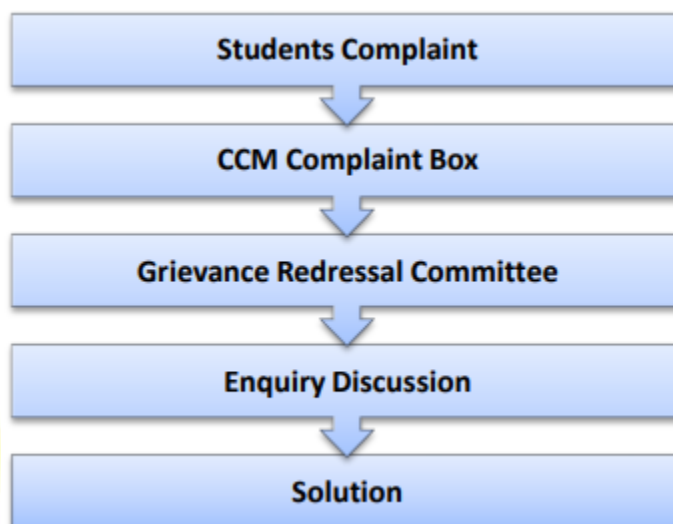 Students Complaint
CCM Complaint Box
Grievance Redressal Committee
Enquiry Discussion
Solution